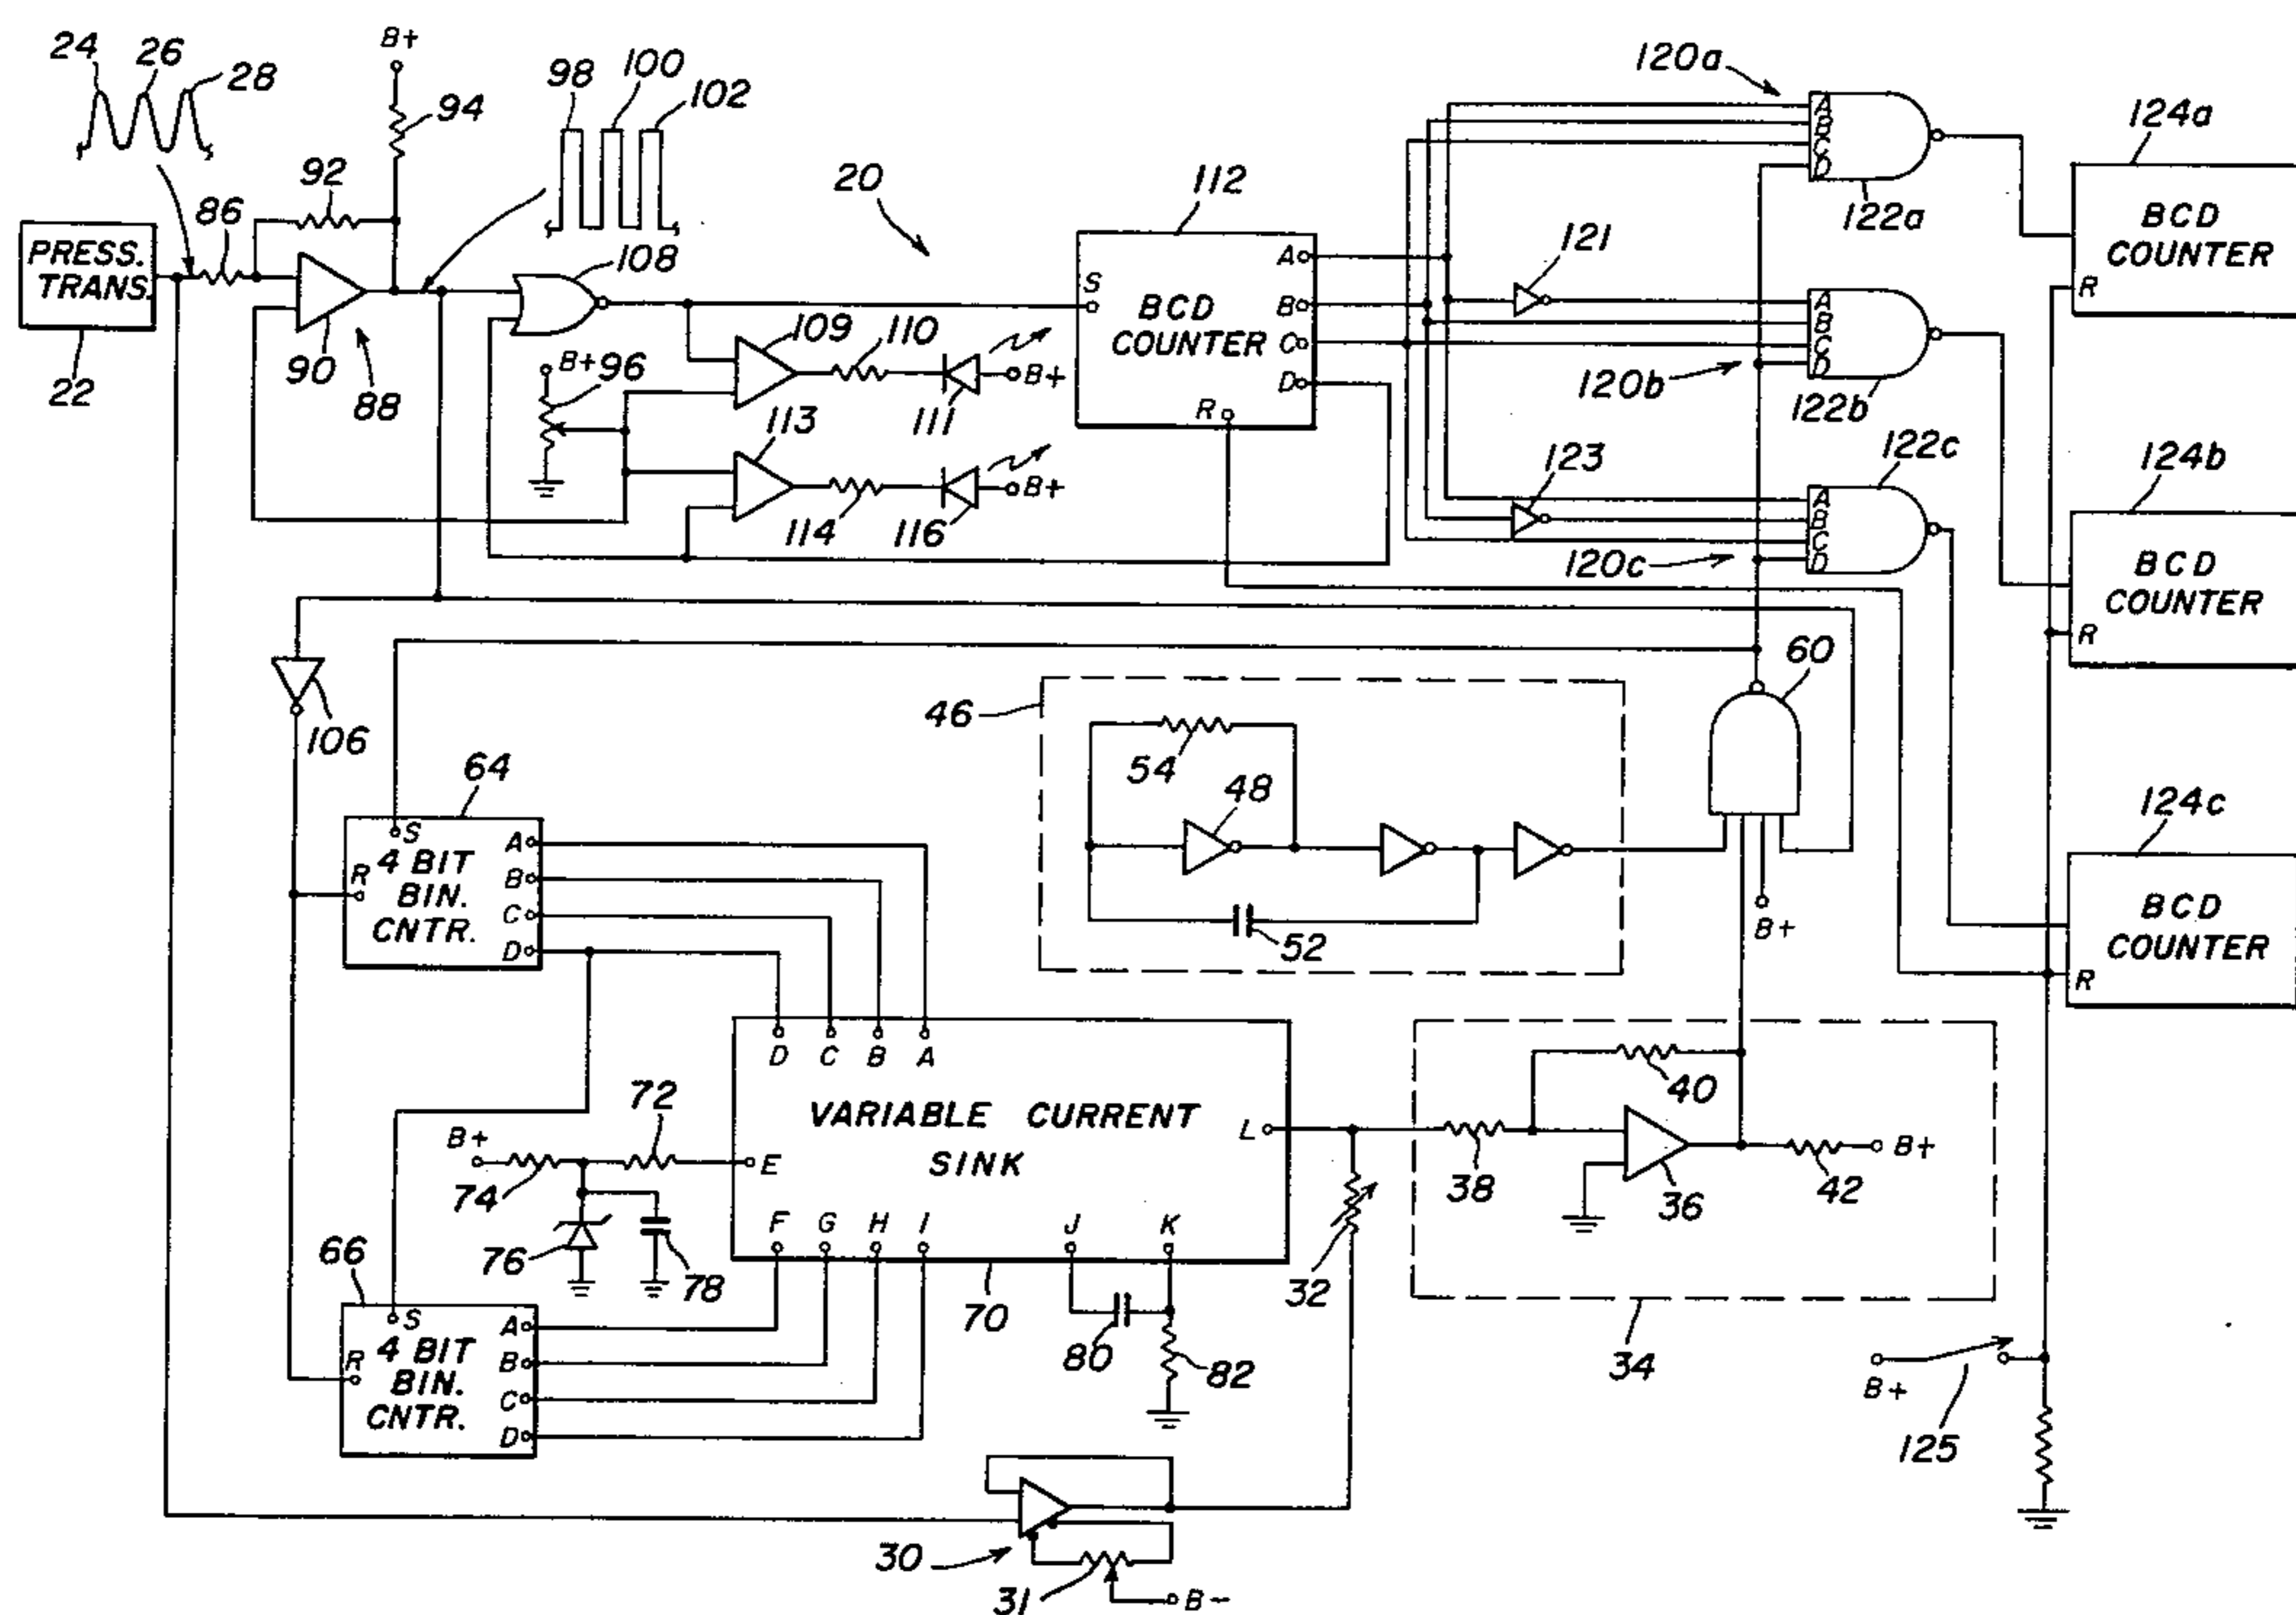 24
26
28
B+
94
98
100
102
92
86
PRESS.
TRANS.
22
90
88
108
20
112
S
BCD
COUNTER
A
B
C
D
R
B+
96
109
110
111
B+
113
114
116
B+
120a
A
B
C
D
122a
124a
BCD
COUNTER
R
121
A
B
C
D
120b
122b
122c
123
A
B
C
D
120c
124b
BCD
COUNTER
R
60
106
46
54
48
52
B+
124c
BCD
COUNTER
R
64
S
4 BIT
BIN.
CNTR.
R
A
B
C
D
D
C
B
A
VARIABLE CURRENT
SINK
E
F
G
H
I
J
K
L
72
B+
74
76
78
66
S
4 BIT
BIN.
CNTR.
R
A
B
C
D
70
80
82
32
38
40
36
42
B+
34
B+
125
30
31
B-